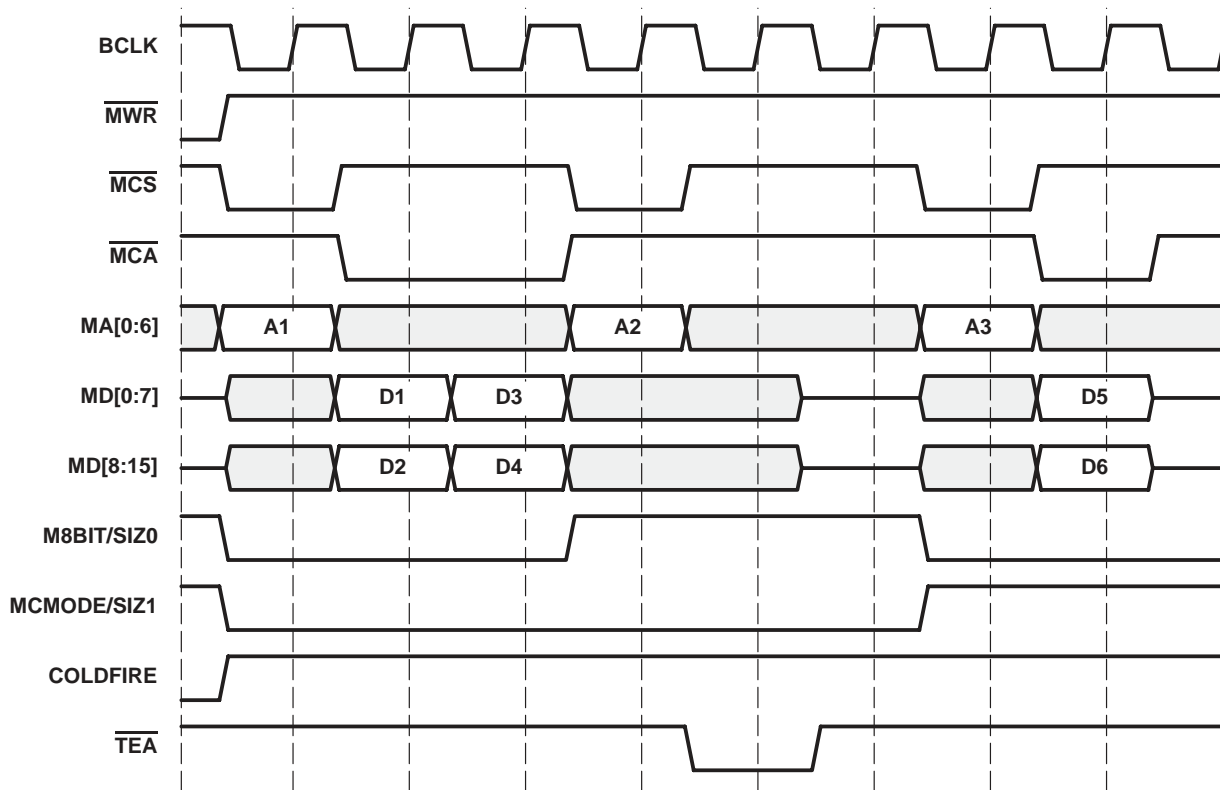 BCLK
MWR
MCS
MCA
MA[0:6] A1 A2 A3
MD[0:7] D1 D3 D5
MD[8:15] D2 D4 D6
M8BIT/SIZ0
MCMODE/SIZ1
COLDFIRE
TEA